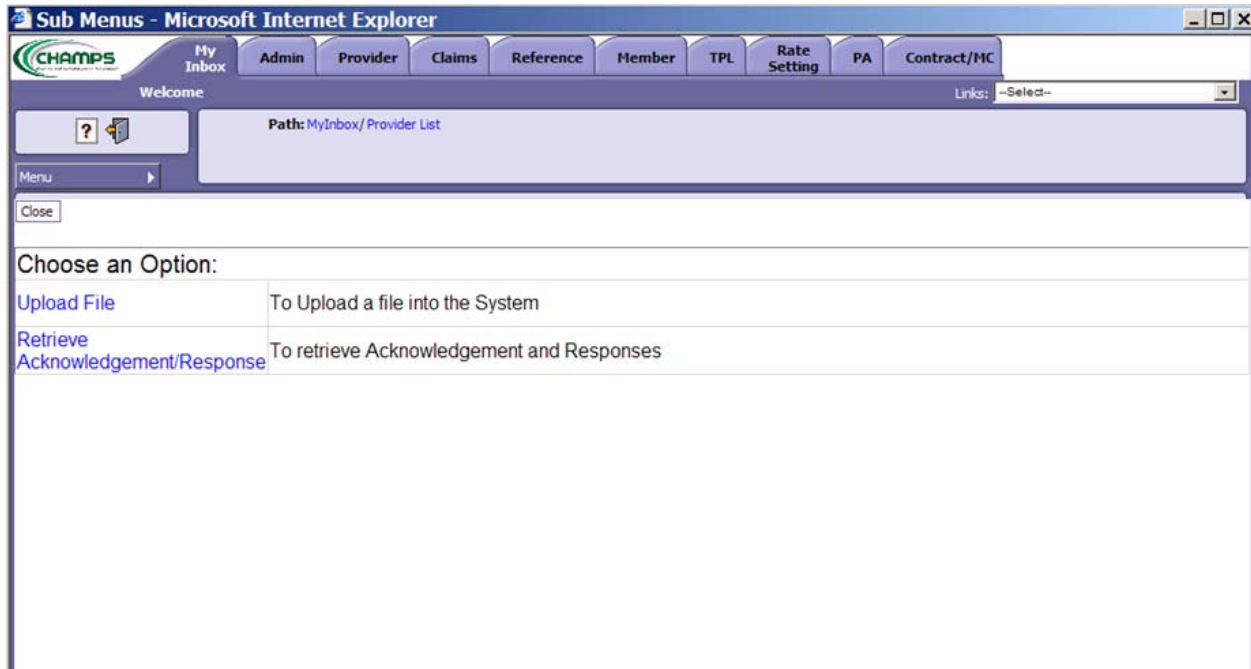 Sub Menus - Microsoft Internet Explorer
CHAMPS
My Inbox
Admin
Provider
Claims
Reference
Member
TPL
Rate Setting
PA
Contract/MC
Welcome
Links: --Select--
?
Path: MyInbox/ Provider List
Menu
Close
Choose an Option:
Upload File To Upload a file into the System
Retrieve
Acknowledgement/Response To retrieve Acknowledgement and Responses